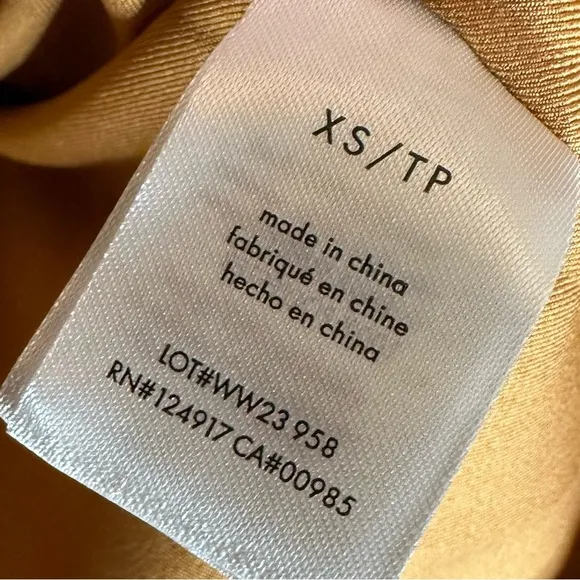 XS/TP
made in china
fabriqué en chine
hecho en china
LOT#WW23 958
RN#124917 CA#00985